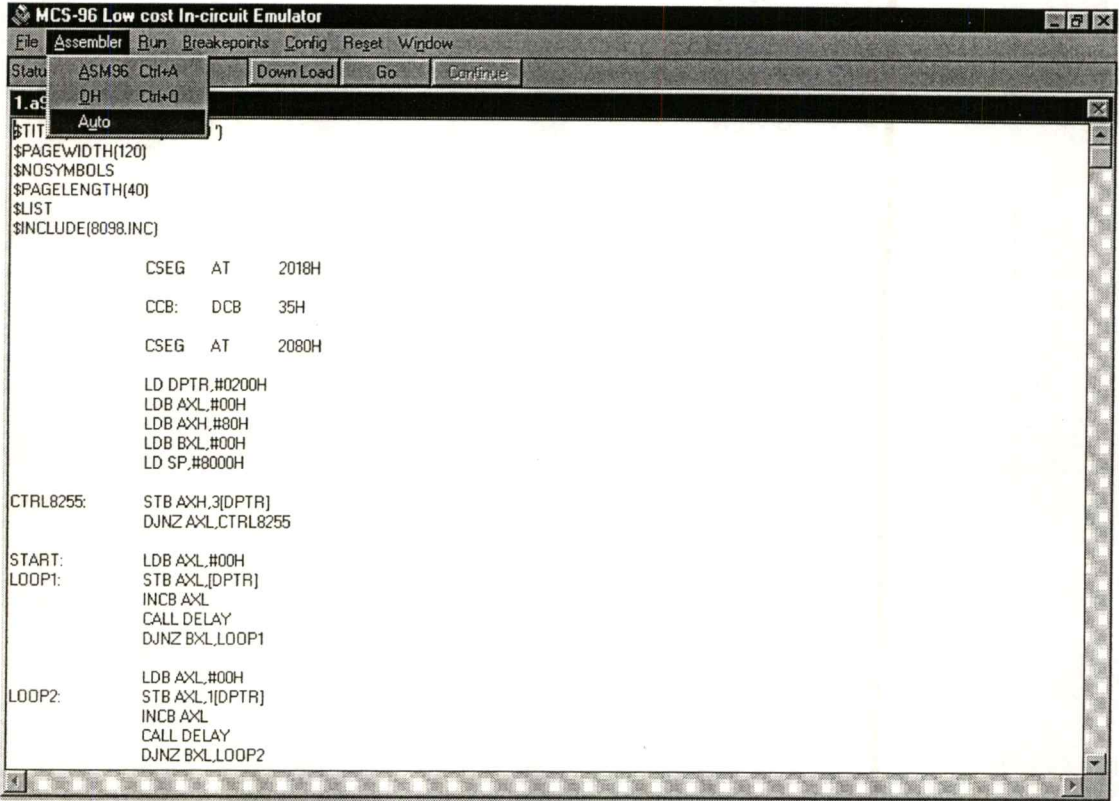 MCS-96 Low cost In-circuit Emulator
File Assembler Run Breakepoints Config Reset Window
Statu Down Load Go Continue
ASM96 Ctrl+A
OH Ctrl+O
Auto
1.a9
$TIT ')
$PAGEWIDTH(120)
$NOSYMBOLS
$PAGELENGTH(40)
$LIST
$INCLUDE(8098.INC)
CSEG AT 2018H
CCB: DCB 35H
CSEG AT 2080H
LD DPTR,#0200H
LDB AXL,#00H
LDB AXH,#80H
LDB BXL,#00H
LD SP,#8000H
CTRL8255: STB AXH,3[DPTR]
DJNZ AXL,CTRL8255
START: LDB AXL,#00H
LOOP1: STB AXL,[DPTR]
INCB AXL
CALL DELAY
DJNZ BXL,LOOP1
LDB AXL,#00H
LOOP2: STB AXL,1[DPTR]
INCB AXL
CALL DELAY
DJNZ BXL,LOOP2